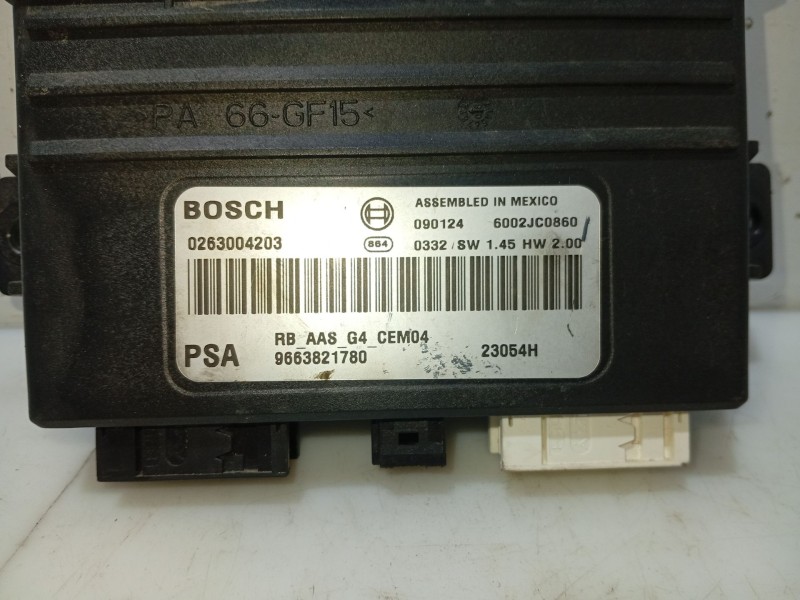 >PA 66-GF15<
BOSCH
ASSEMBLED IN MEXICO
090124 6002JC0860
0263004203
864
0332 / SW 1.45 HW 2.00
PSA
RB_AAS_G4_CEM04
9663821780
23054H